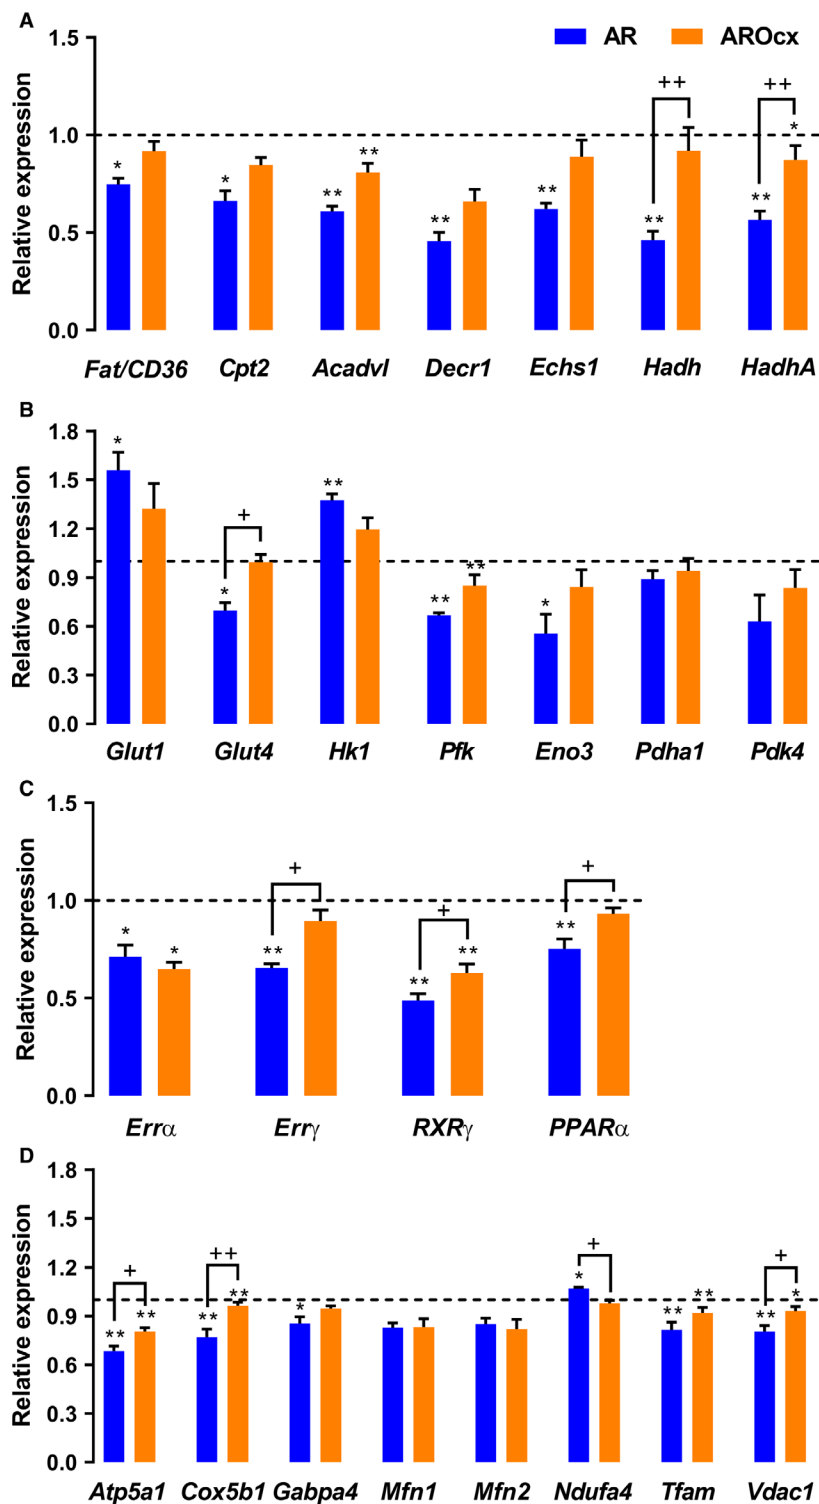 A
AR AROcx
Relative expression
1.5
1.0
0.5
0.0
++ ++
* ** ** ** ** ** ** *
*
Fat/CD36 Cpt2 Acadvl Decr1 Echs1 Hadh HadhA
B
Relative expression
1.8
1.5
1.2
0.9
0.6
0.3
0.0
* + * ** ** ** *
Glut1 Glut4 Hk1 Pfk Eno3 Pdha1 Pdk4
C
Relative expression
1.5
1.0
0.5
0.0
+ + +
* * ** ** ** **
Errα Errγ RXRγ PPARα
D
Relative expression
1.8
1.5
1.2
0.9
0.6
0.3
0.0
+ ++ + +
** ** ** ** * * ** ** ** *
Atp5a1 Cox5b1 Gabpa4 Mfn1 Mfn2 Ndufa4 Tfam Vdac1